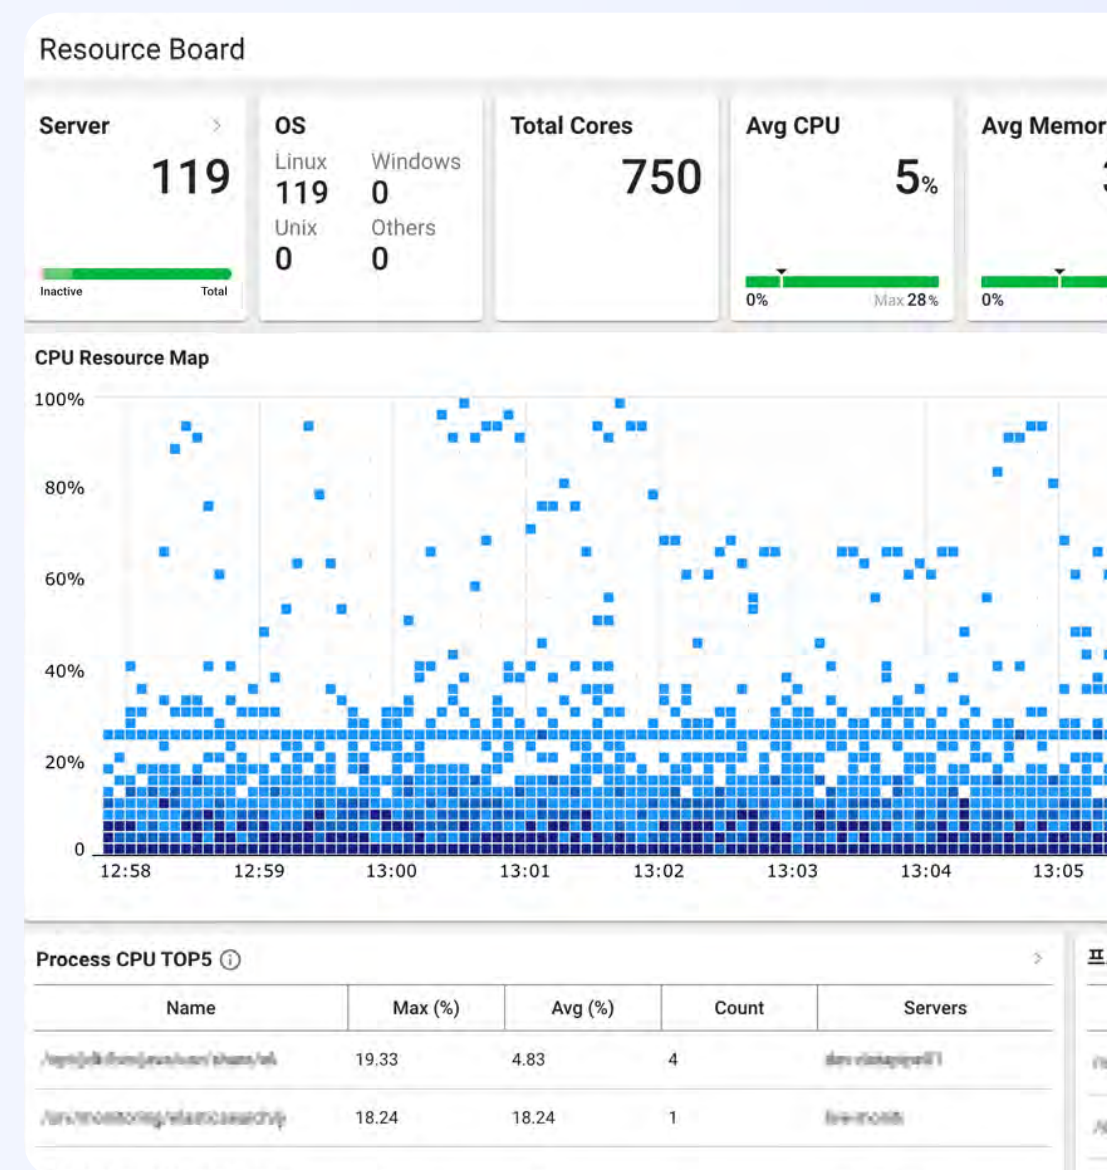 Resource Board
Server
119
Inactive Total
OS
Linux Windows
119 0
Unix Others
0 0
Total Cores
750
Avg CPU
5%
0% Max 28%
Avg Memor
0%
CPU Resource Map
100%
80%
60%
40%
20%
0
12:58 12:59 13:00 13:01 13:02 13:03 13:04 13:05
Process CPU TOP5
Name Max (%) Avg (%) Count Servers
19.33 4.83 4
18.24 18.24 1
프